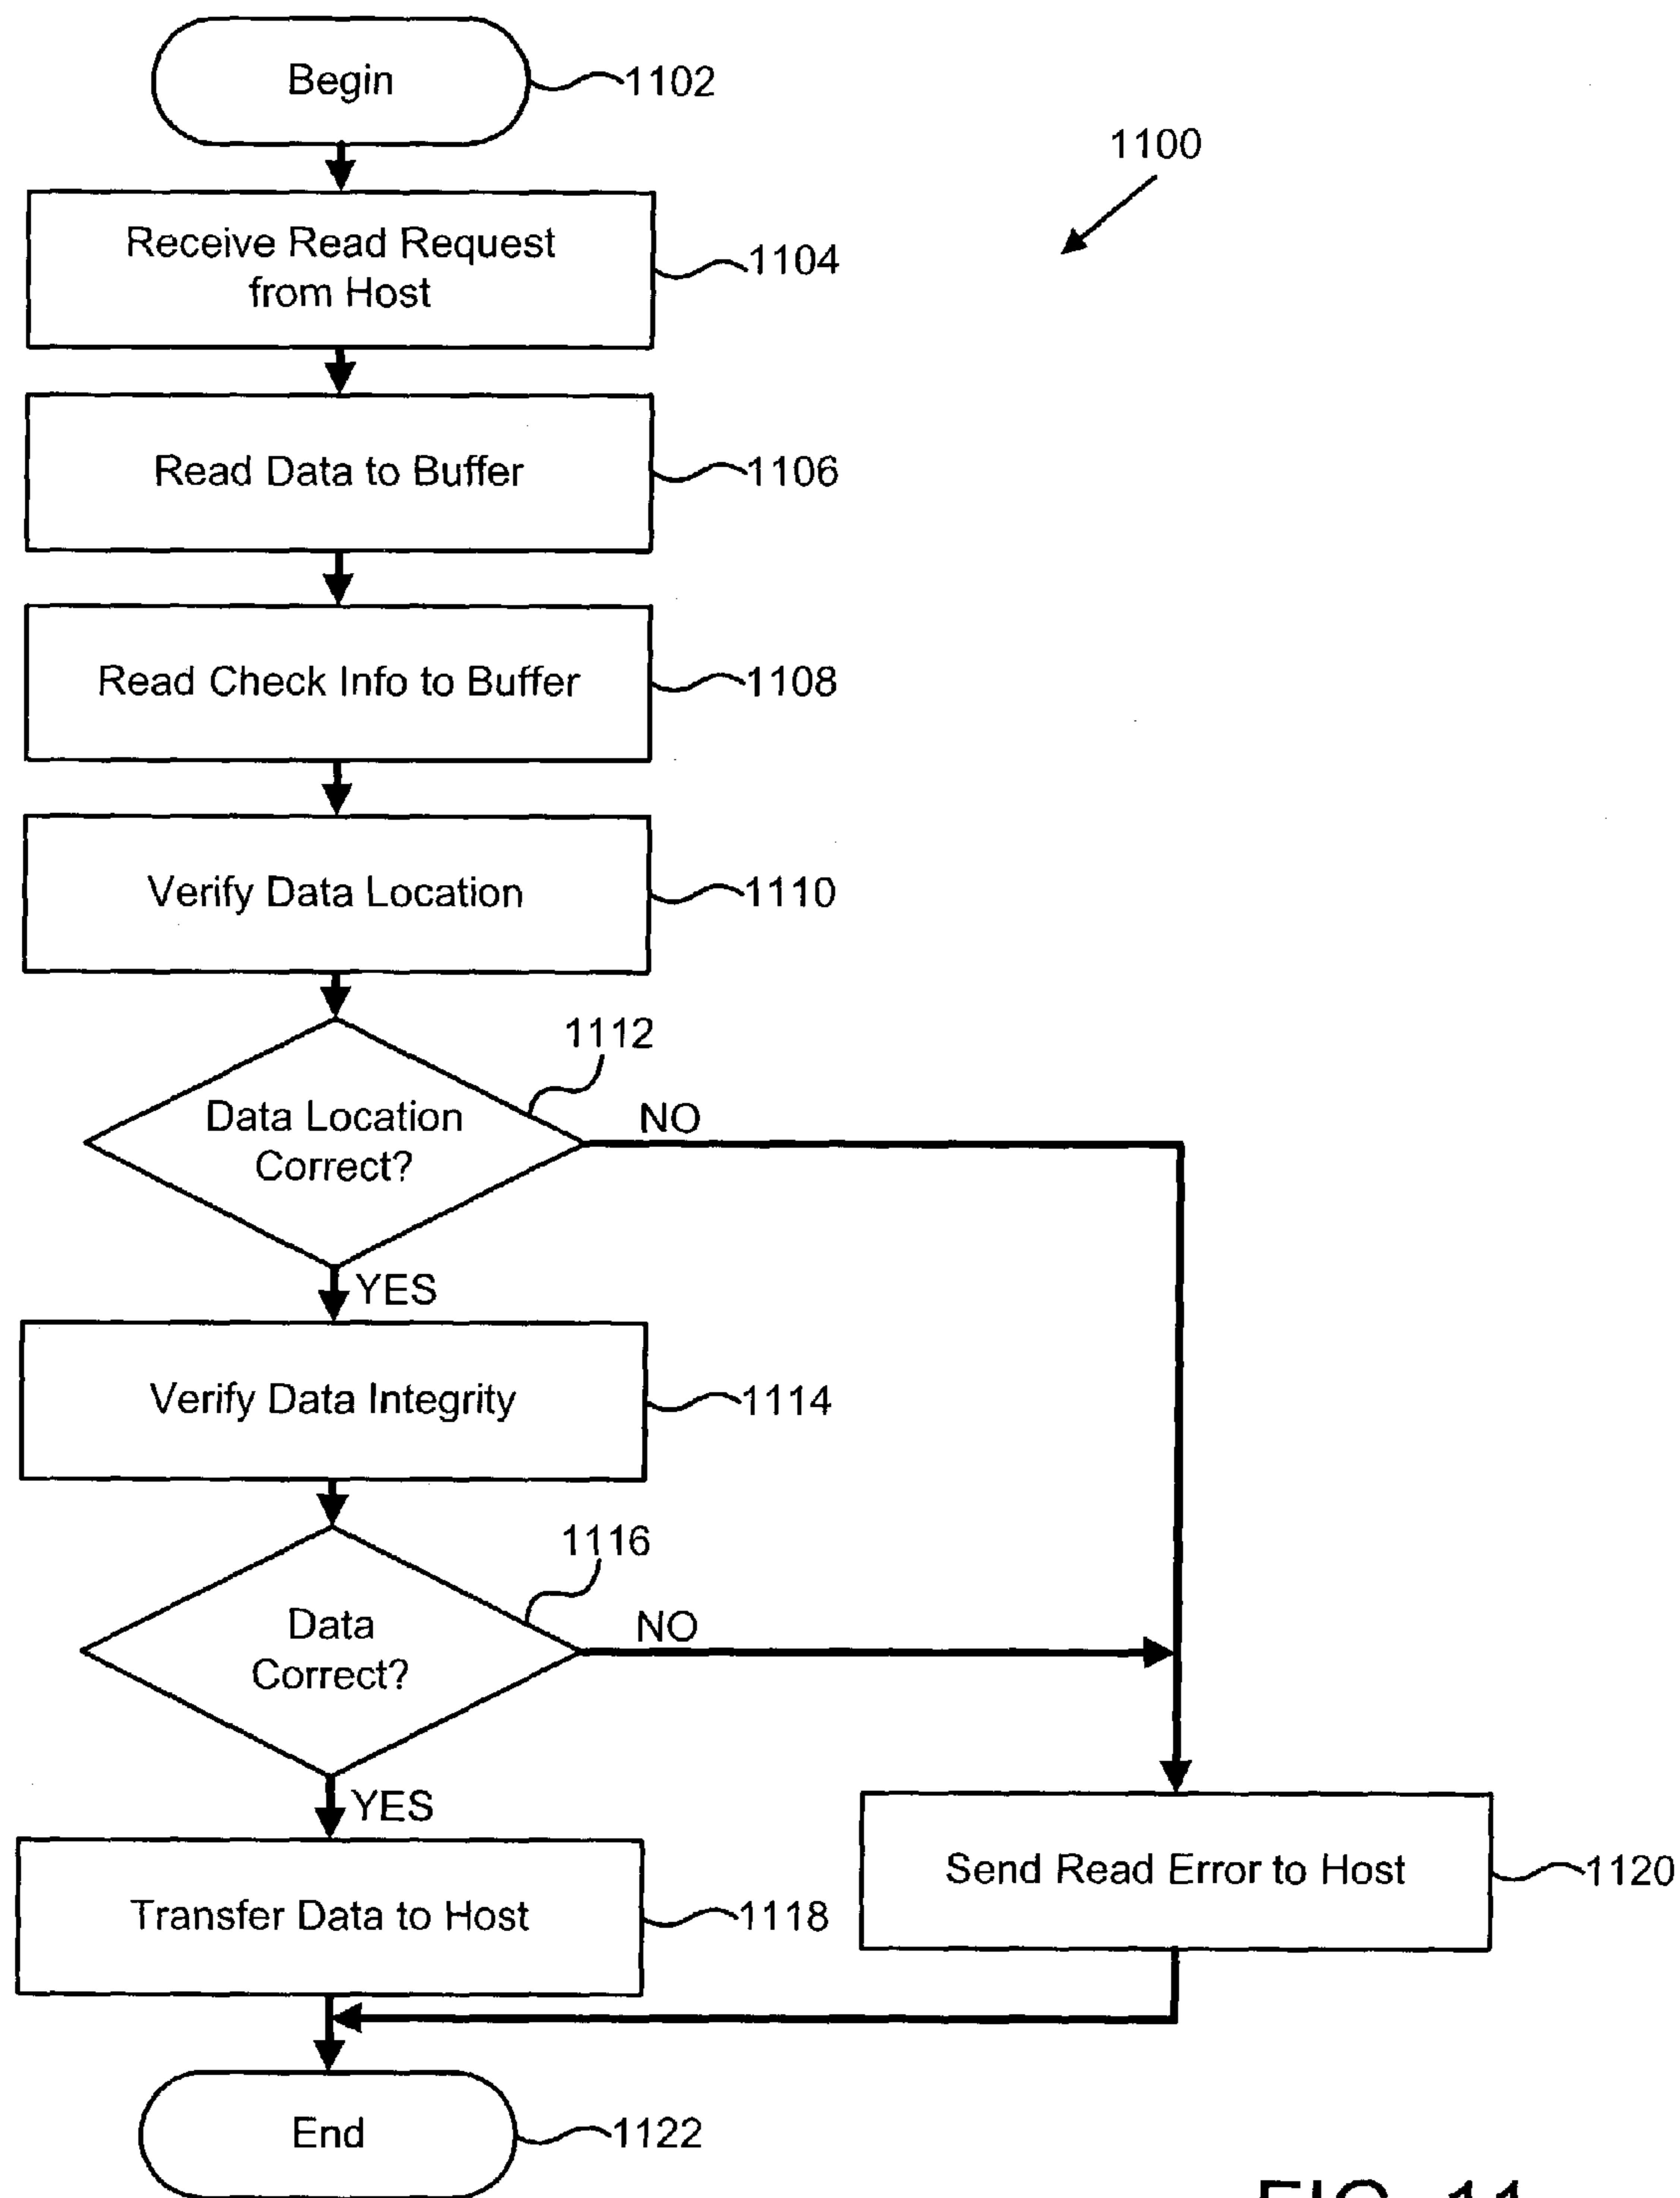 Begin
1102
1100
Receive Read Request
from Host
1104
Read Data to Buffer
1106
Read Check Info to Buffer
1108
Verify Data Location
1110
1112
Data Location
Correct?
NO
YES
Verify Data Integrity
1114
1116
Data
Correct?
NO
YES
Transfer Data to Host
1118
Send Read Error to Host
1120
End
1122
FIG. 11